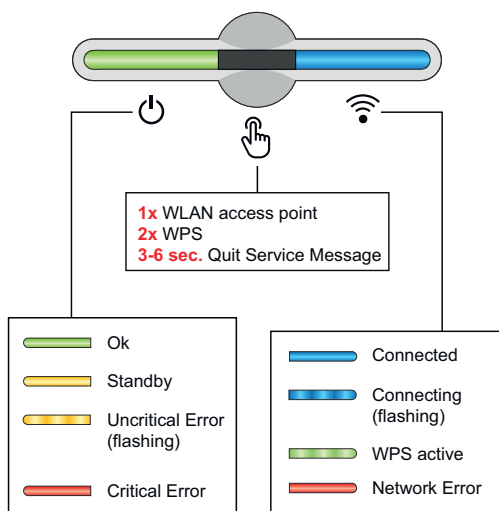 1x WLAN access point
2x WPS
3-6 sec. Quit Service Message
Ok
Standby
Uncritical Error
(flashing)
Critical Error
Connected
Connecting
(flashing)
WPS active
Network Error